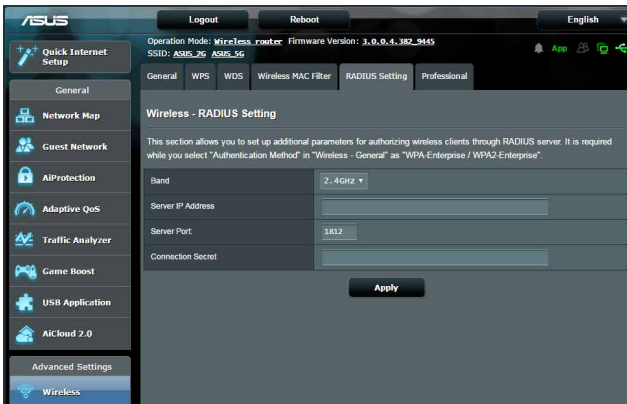 ASUS
Logout
Reboot
English
Quick Internet
Setup
Operation Mode: Wireless router Firmware Version: 3.0.0.4.382_9445
SSID: ASUS_2G ASUS_5G
App
General
WPS
WDS
Wireless MAC Filter
RADIUS Setting
Professional
General
Network Map
Guest Network
AiProtection
Adaptive QoS
Traffic Analyzer
Game Boost
USB Application
AiCloud 2.0
Advanced Settings
Wireless
Wireless - RADIUS Setting
This section allows you to set up additional parameters for authorizing wireless clients through RADIUS server. It is required
while you select "Authentication Method" in "Wireless - General" as "WPA-Enterprise / WPA2-Enterprise".
Band
2.4GHz
Server IP Address
Server Port:
1812
Connection Secret
Apply